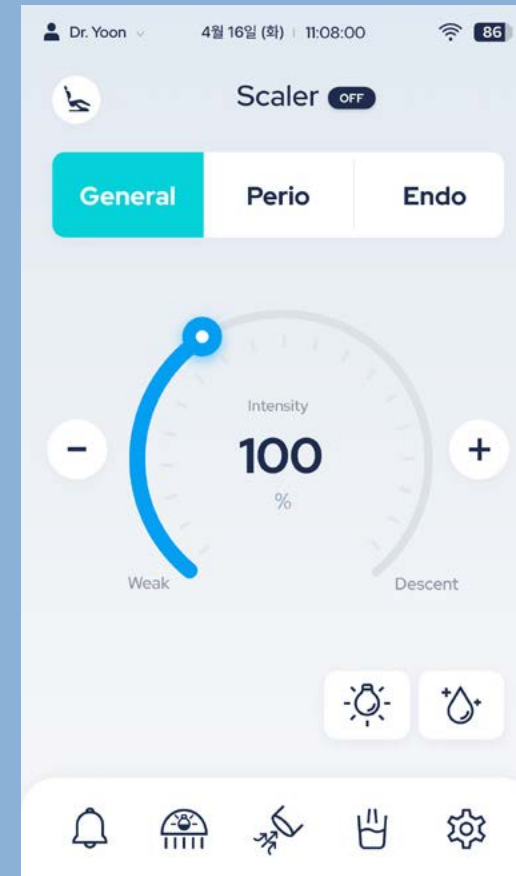 Dr. Yoon 4월 16일 (화) 11:08:00 86
Scaler OFF
General Perio Endo
Intensity
100
%
Weak Descent